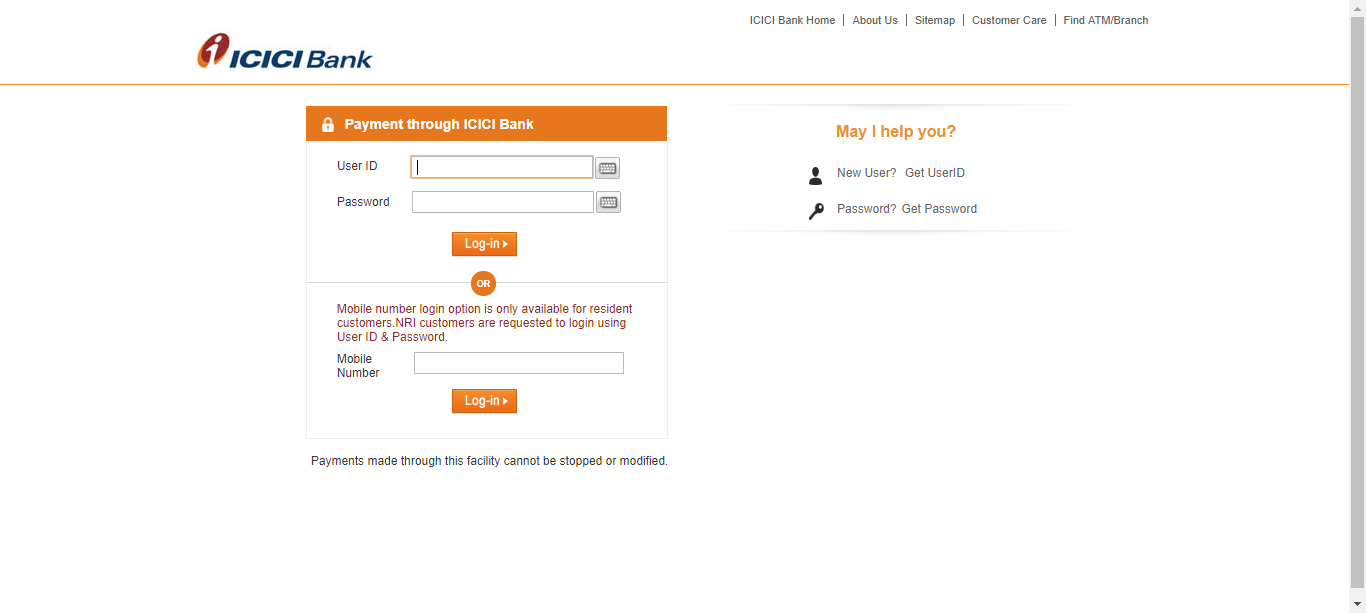 ICICI Bank Home | About Us | Sitemap | Customer Care | Find ATM/Branch
ICICI Bank
Payment through ICICI Bank
User ID
Password
Log-in
OR
Mobile number login option is only available for resident
customers.NRI customers are requested to login using
User ID & Password.
Mobile
Number
Log-in
Payments made through this facility cannot be stopped or modified.
May I help you?
New User? Get UserID
Password? Get Password